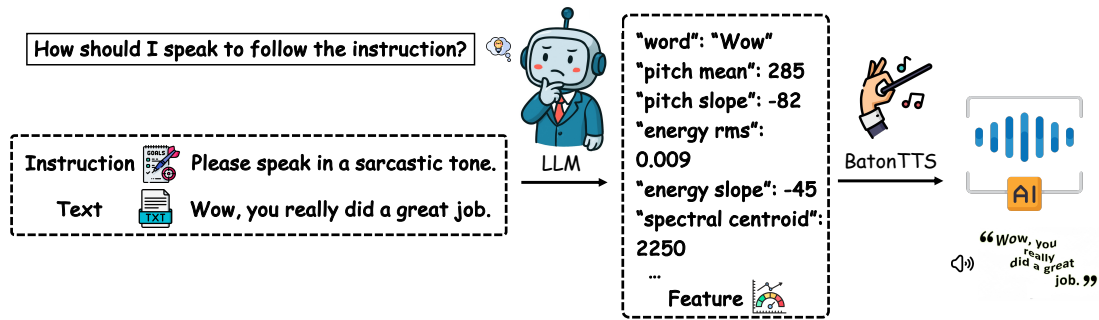 How should I speak to follow the instruction?
Instruction
GOALS
Please speak in a sarcastic tone.
Text
TXT
Wow, you really did a great job.
LLM
“word”: “Wow”
“pitch mean”: 285
“pitch slope”: -82
“energy rms”:
0.009
“energy slope”: -45
“spectral centroid”:
2250
...
Feature
BatonTTS
AI
“Wow, you
really
did a great
job.”